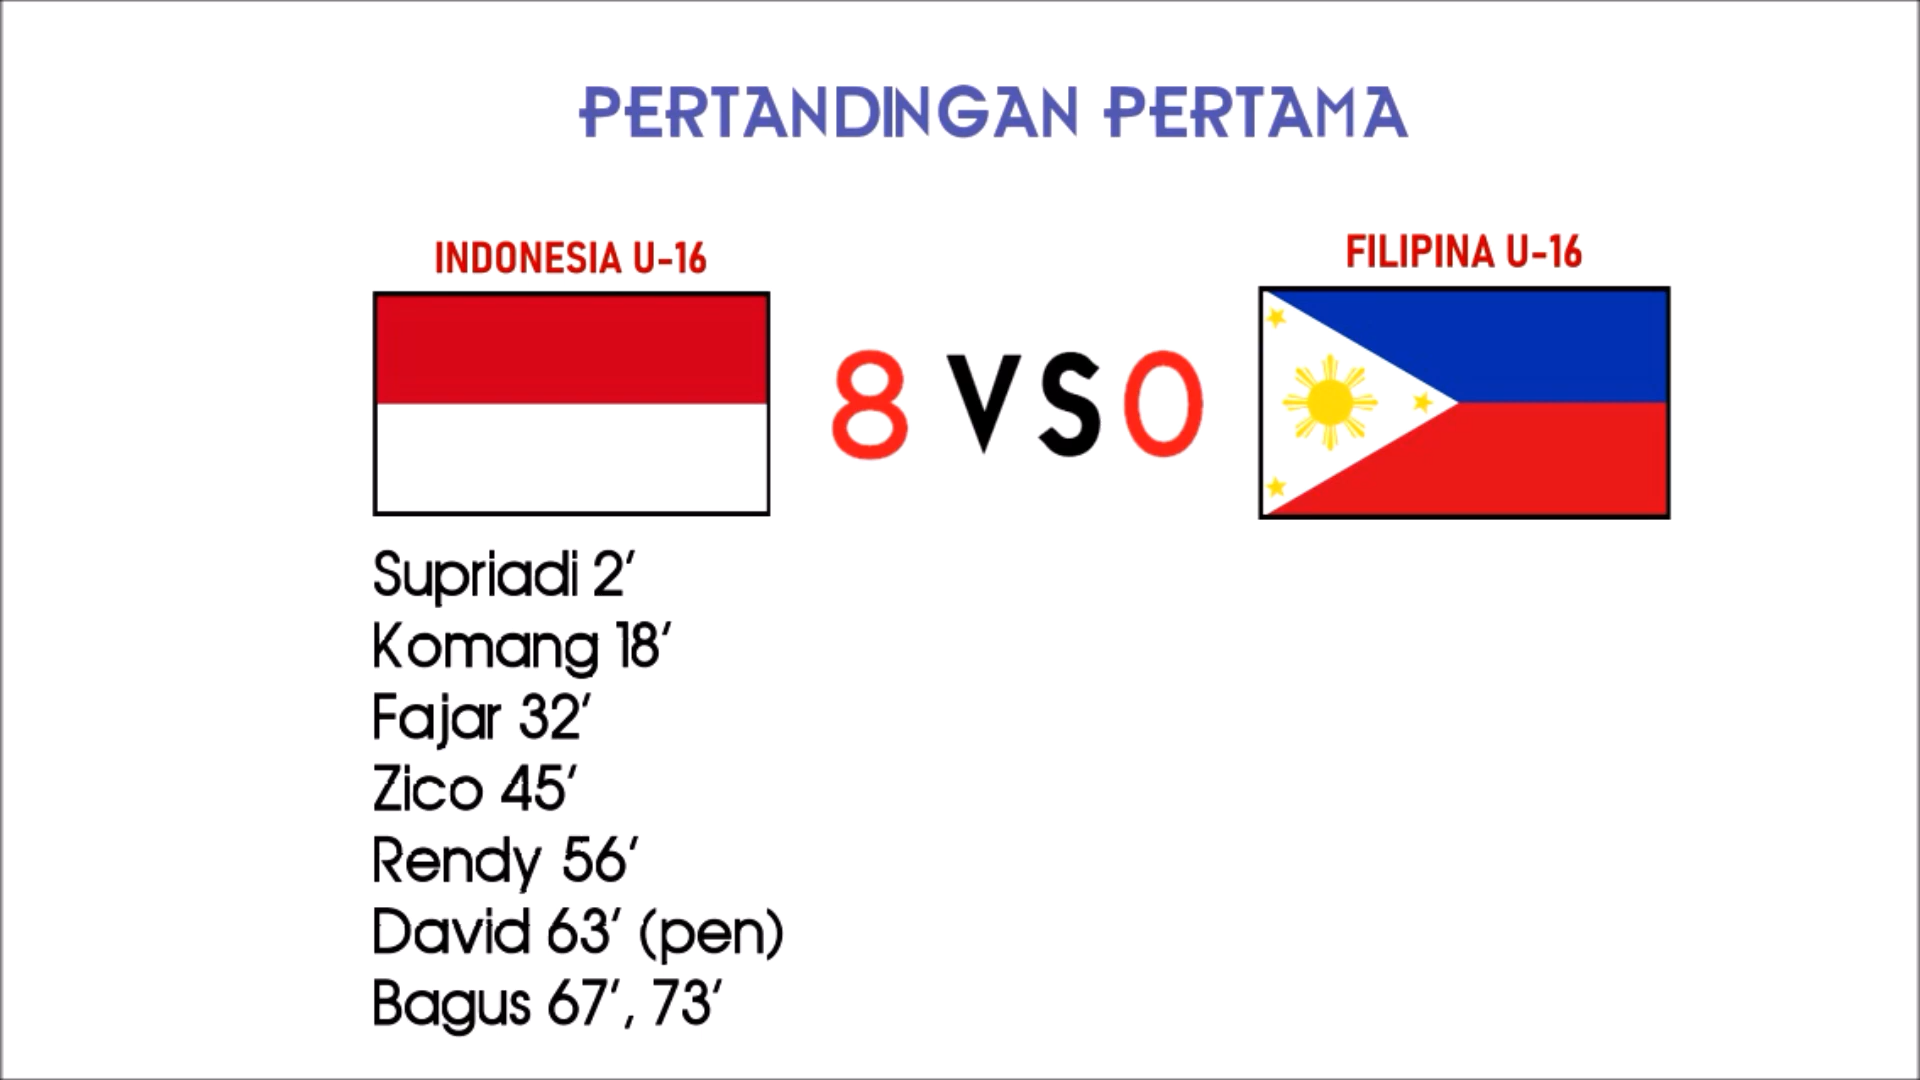 PERTANDINGAN PERTAMA
INDONESIA U-16
FILIPINA U-16
8 VS 0
Supriadi 2'
Komang 18'
Fajar 32'
Zico 45'
Rendy 56'
David 63' (pen)
Bagus 67', 73'